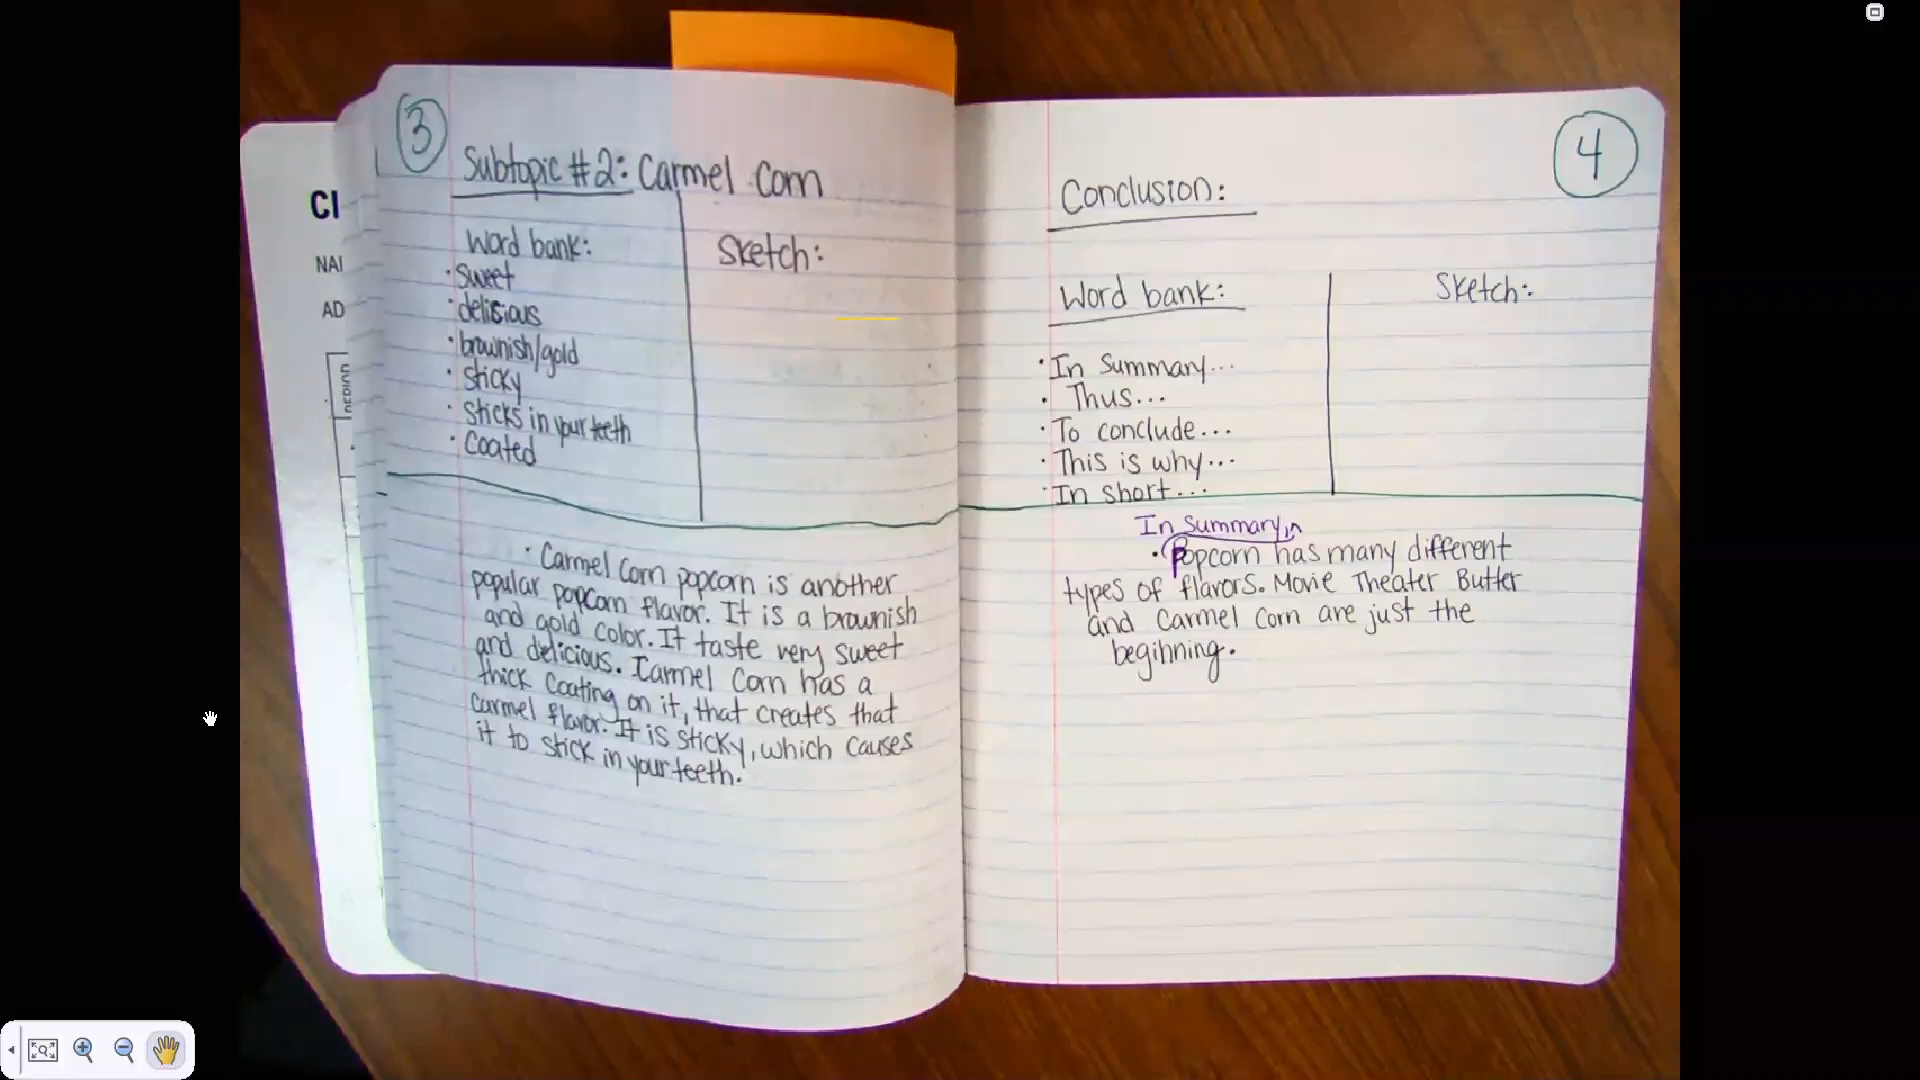 CI
NAI
AD
3
Subtopic #2: Carmel Corn
Word bank:
• Sweet
• delicious
• brownish/gold
• Sticky
• Sticks in your teeth
• Coated
Sketch:
• Carmel Corn popcorn is another
popular popcorn flavor. It is a brownish
and gold color. It taste very sweet
and delicious. Carmel Corn has a
thick coating on it, that creates that
carmel flavor. It is sticky, which causes
it to stick in your teeth.
4
Conclusion:
Word bank:
• In Summary...
• Thus...
• To conclude...
• This is why...
• In short...
Sketch:
In Summary,
• Popcorn has many different
types of flavors. Movie Theater Butter
and Carmel Corn are just the
beginning.